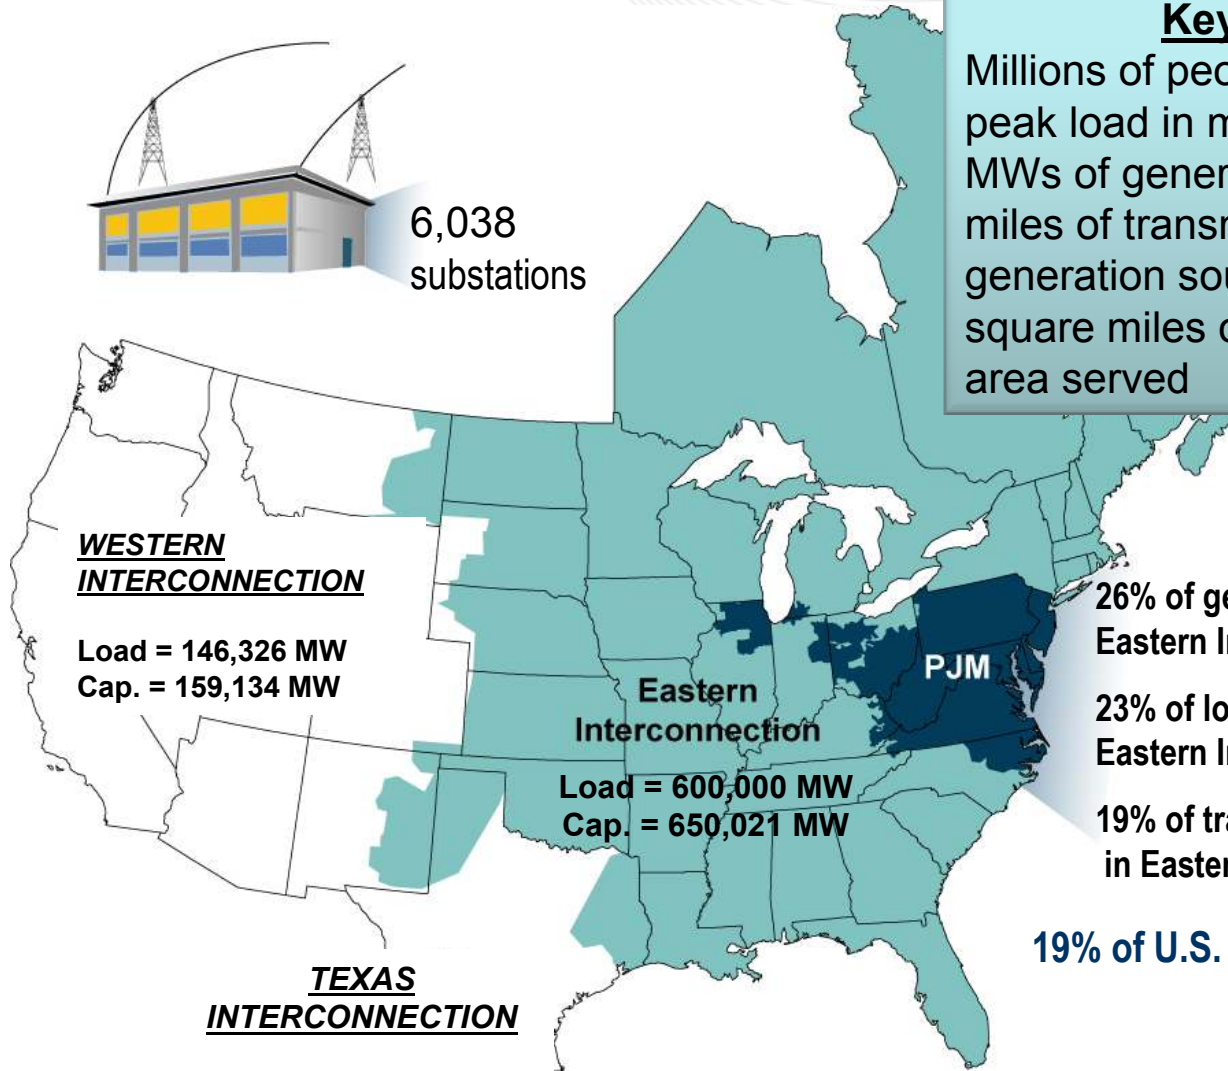 6,038
substations
Key
Millions of peo
peak load in m
MWs of gener
miles of transm
generation sou
square miles o
area served
WESTERN
INTERCONNECTION
Load = 146,326 MW
Cap. = 159,134 MW
Eastern
Interconnection
Load = 600,000 MW
Cap. = 650,021 MW
PJM
26% of ge
Eastern I
23% of lo
Eastern I
19% of tra
in Easter
19% of U.S.
TEXAS
INTERCONNECTION